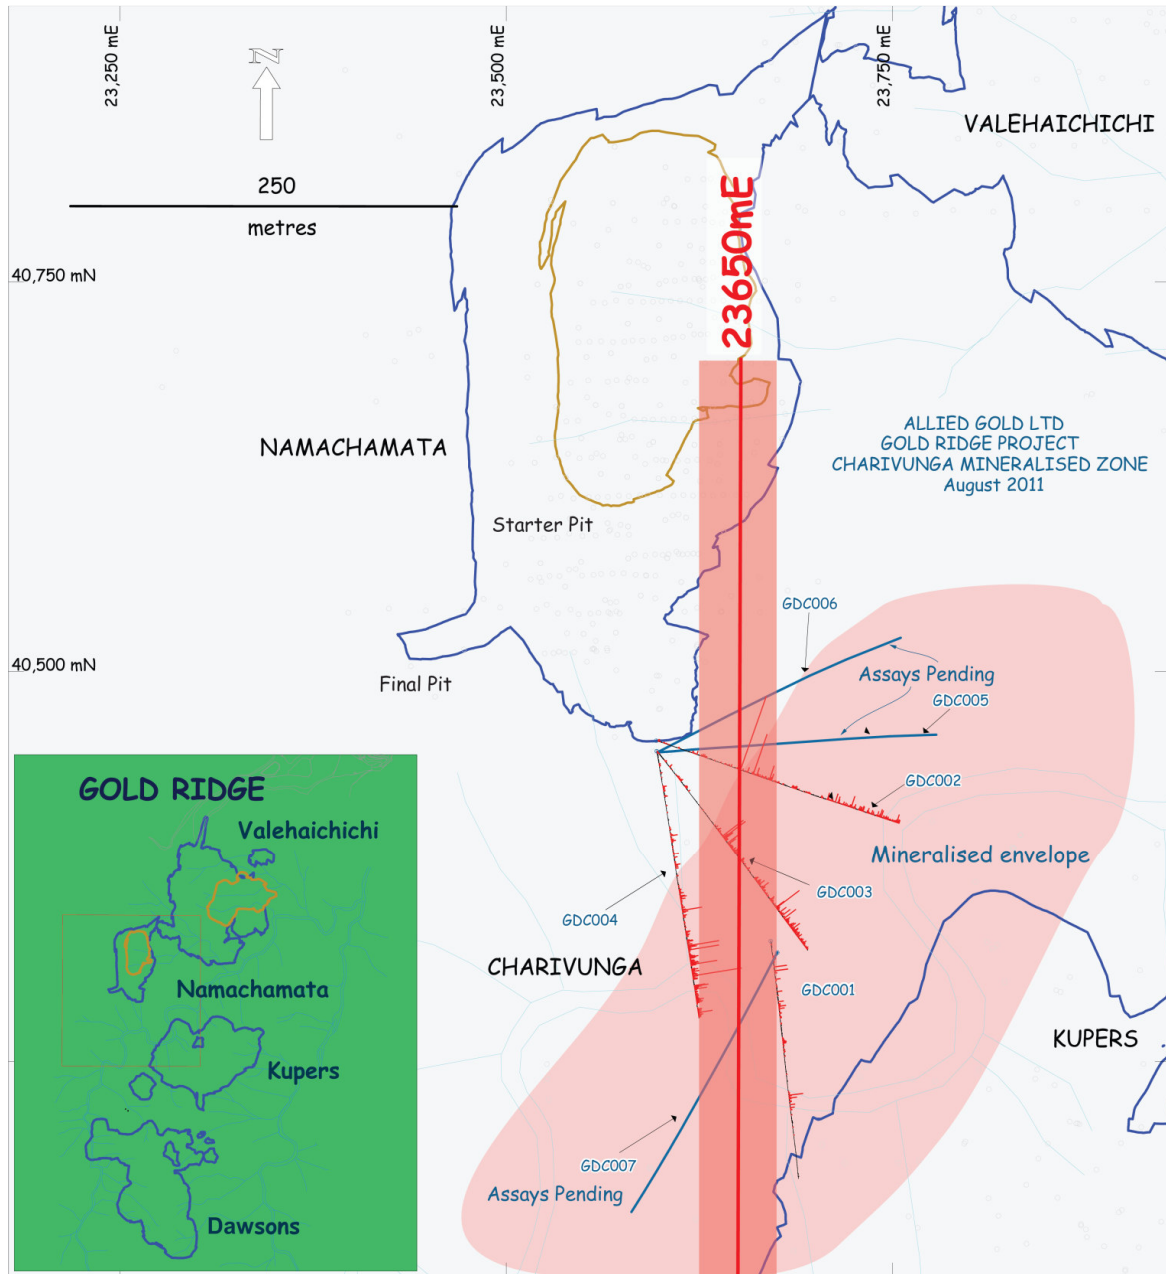 23,250 mE
23,500 mE
23,750 mE
N
VALEHAICHICHI
250
metres
23650mE
40,750 mN
NAMACHAMATA
ALLIED GOLD LTD
GOLD RIDGE PROJECT
CHARIVUNGA MINERALISED ZONE
August 2011
Starter Pit
GDC006
40,500 mN
Final Pit
Assays Pending
GDC005
GDC002
Mineralised envelope
GDC003
GDC004
CHARIVUNGA
GDC001
KUPERS
GDC007
Assays Pending
GOLD RIDGE
Valehaichichi
Namachamata
Kupers
Dawsons